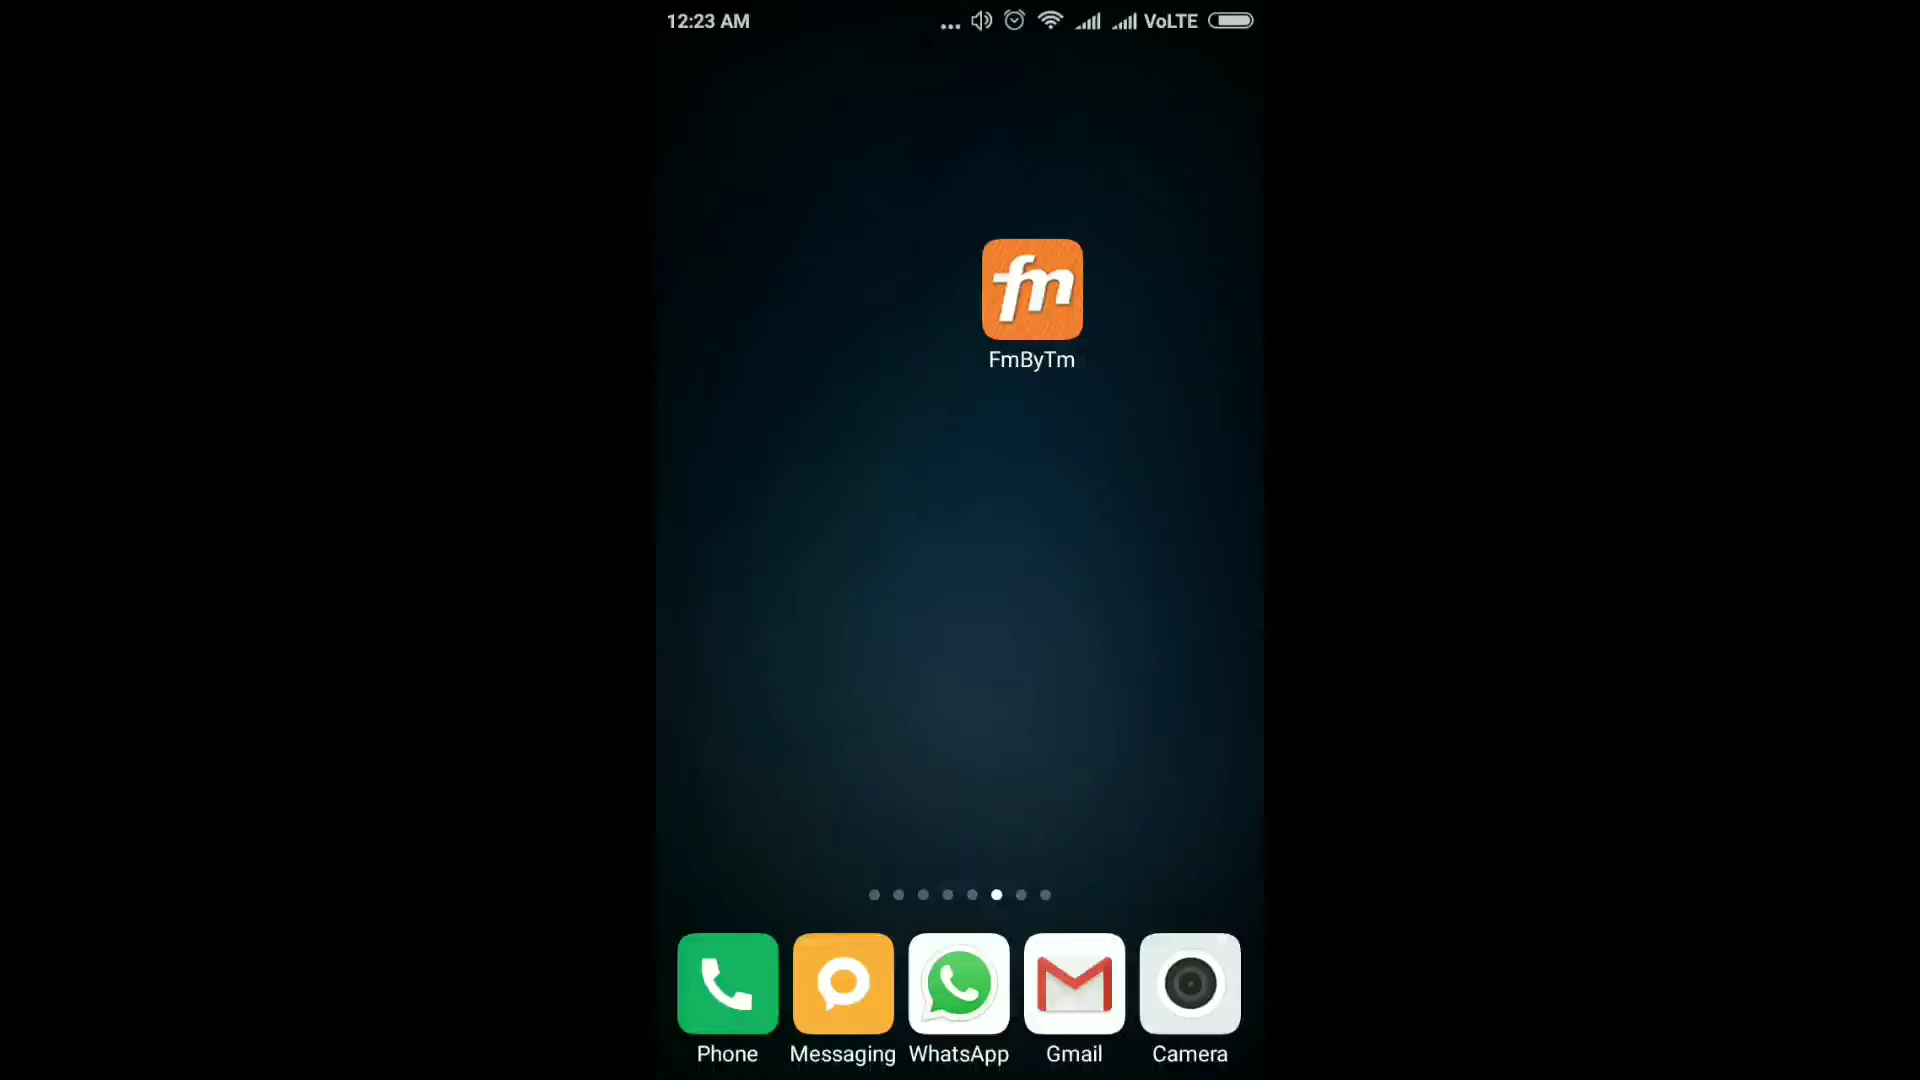 12:23 AM
VoLTE
fm
FmByTm
Phone
Messaging
WhatsApp
Gmail
Camera